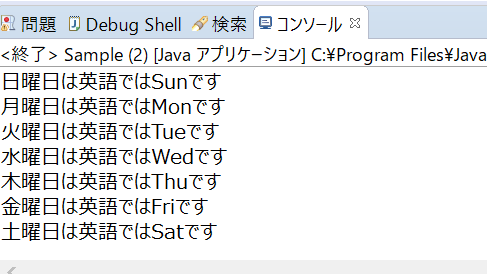 問題 Debug Shell 検索 コンソール
<終了> Sample (2) [Java アプリケーション] C:¥Program Files¥Java
日曜日は英語ではSunです
月曜日は英語ではMonです
火曜日は英語ではTueです
水曜日は英語ではWedです
木曜日は英語ではThuです
金曜日は英語ではFriです
土曜日は英語ではSatです